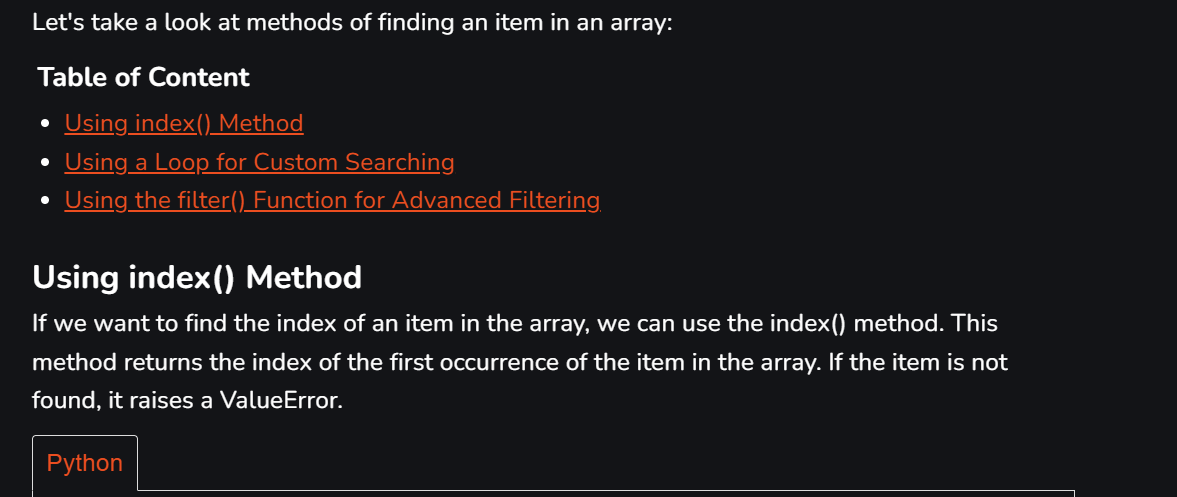 Let's take a look at methods of finding an item in an array:
Table of Content
Using index() Method
Using a Loop for Custom Searching
Using the filter() Function for Advanced Filtering
Using index() Method
If we want to find the index of an item in the array, we can use the index() method. This
method returns the index of the first occurrence of the item in the array. If the item is not
found, it raises a ValueError.
Python